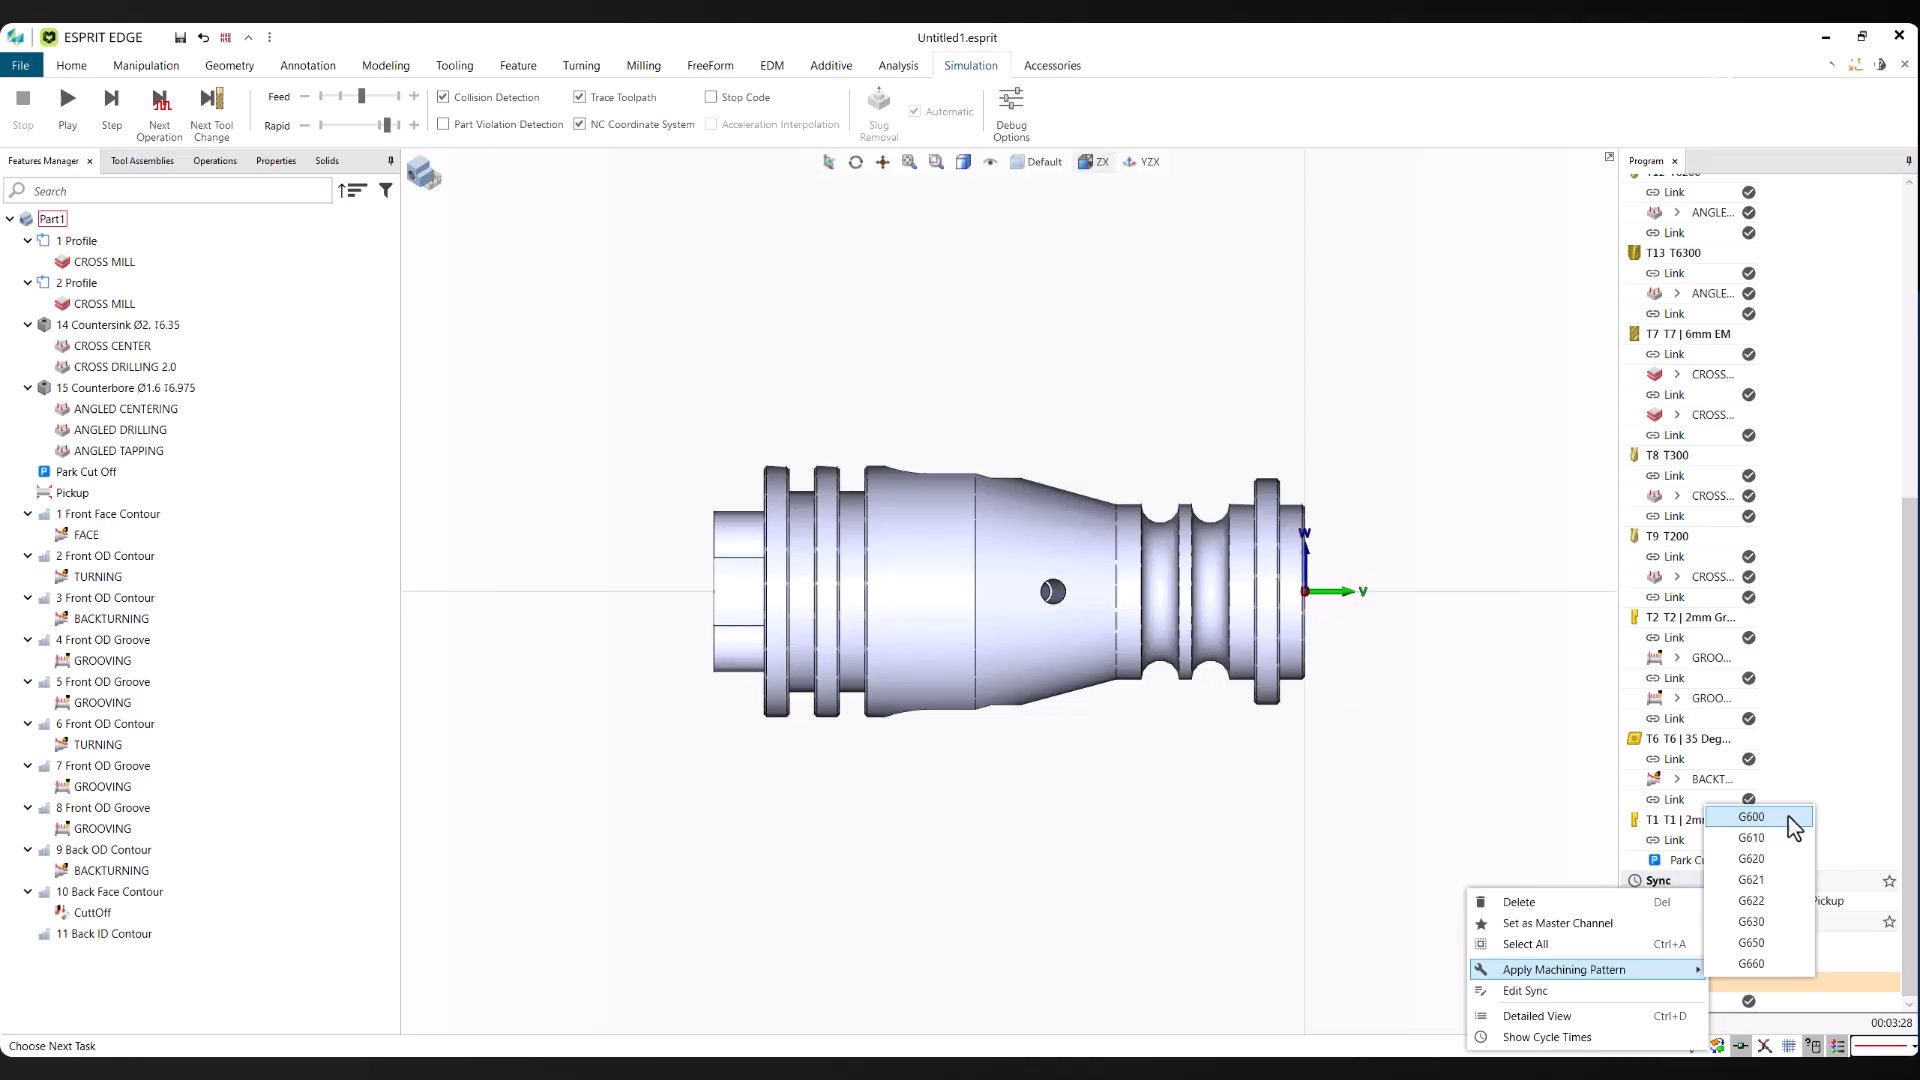 ESPRIT EDGE
Untitled1.esprit
File Home Manipulation Geometry Annotation Modeling Tooling Feature Turning Milling FreeForm EDM Additive Analysis Simulation Accessories
Stop
Play
Step
Next Operation
Next Tool Change
Feed
Rapid
Collision Detection
Trace Toolpath
Stop Code
Part Violation Detection
NC Coordinate System
Acceleration Interpolation
Slug Removal
Automatic
Debug Options
Features Manager
Tool Assemblies
Operations
Properties
Solids
Search
Part1
1 Profile
CROSS MILL
2 Profile
CROSS MILL
14 Countersink Ø2. ↧6.35
CROSS CENTER
CROSS DRILLING 2.0
15 Counterbore Ø1.6 ↧6.975
ANGLED CENTERING
ANGLED DRILLING
ANGLED TAPPING
Park Cut Off
Pickup
1 Front Face Contour
FACE
2 Front OD Contour
TURNING
3 Front OD Contour
BACKTURNING
4 Front OD Groove
GROOVING
5 Front OD Groove
GROOVING
6 Front OD Contour
TURNING
7 Front OD Groove
GROOVING
8 Front OD Groove
GROOVING
9 Back OD Contour
BACKTURNING
10 Back Face Contour
CuttOff
11 Back ID Contour
Default
ZX
YZX
W
V
Program
Link
ANGLE...
Link
T13 T6300
Link
ANGLE...
Link
T7 T7 | 6mm EM
Link
CROSS...
Link
CROSS...
Link
T8 T300
Link
CROSS...
Link
T9 T200
Link
CROSS...
Link
T2 T2 | 2mm Gr...
Link
GROO...
Link
GROO...
Link
T6 T6 | 35 Deg...
Link
BACKT...
Link
T1 T1 | 2m
Link
Park C
Sync
Pickup
G600
G610
G620
G621
G622
G630
G650
G660
Delete Del
Set as Master Channel
Select All Ctrl+A
Apply Machining Pattern
Edit Sync
Detailed View Ctrl+D
Show Cycle Times
00:03:28
Choose Next Task